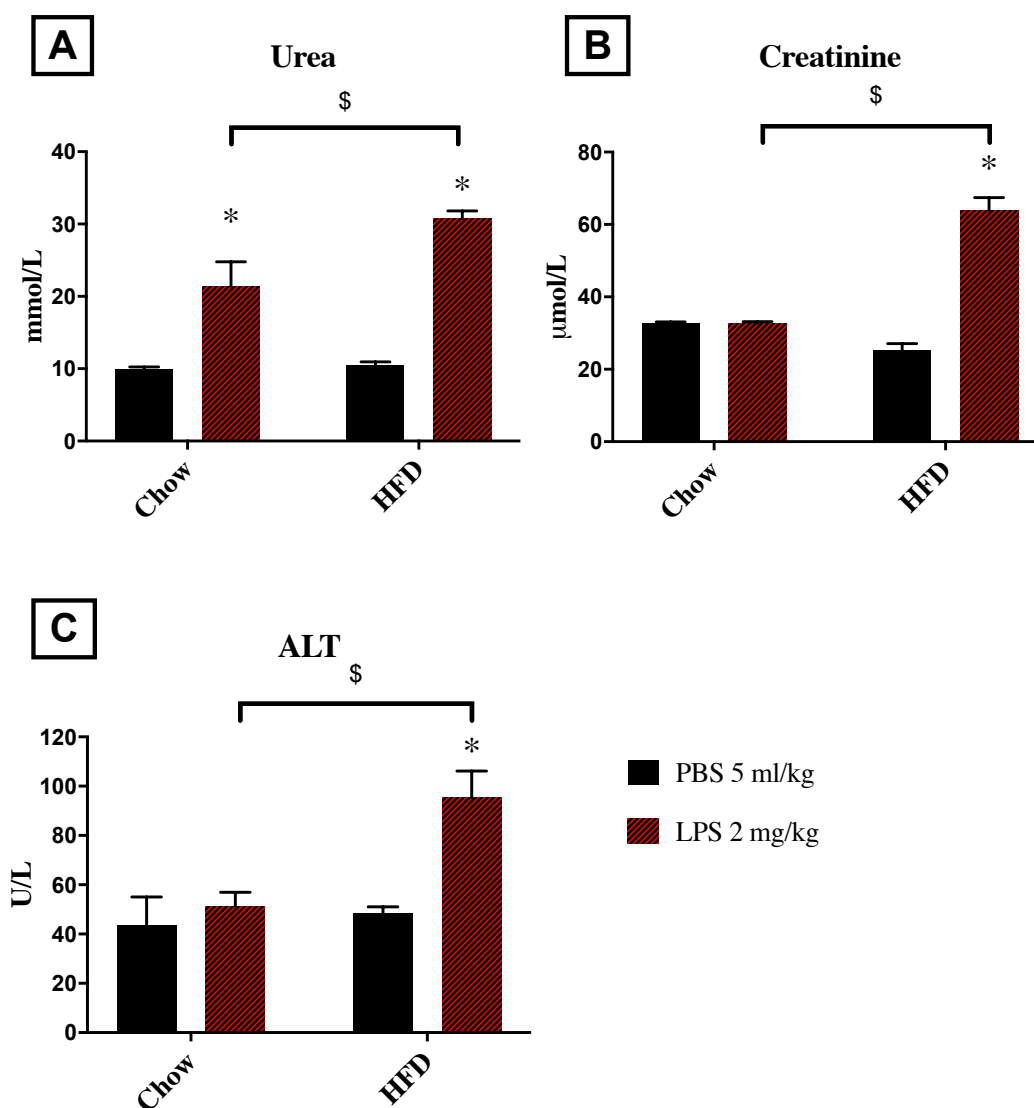 A
Urea
$
mmol/L
40
30
20
10
0
*
*
Chow
HFD
B
Creatinine
$
μmol/L
80
60
40
20
0
*
Chow
HFD
C
ALT
$
U/L
120
100
80
60
40
20
0
*
Chow
HFD
PBS 5 ml/kg
LPS 2 mg/kg